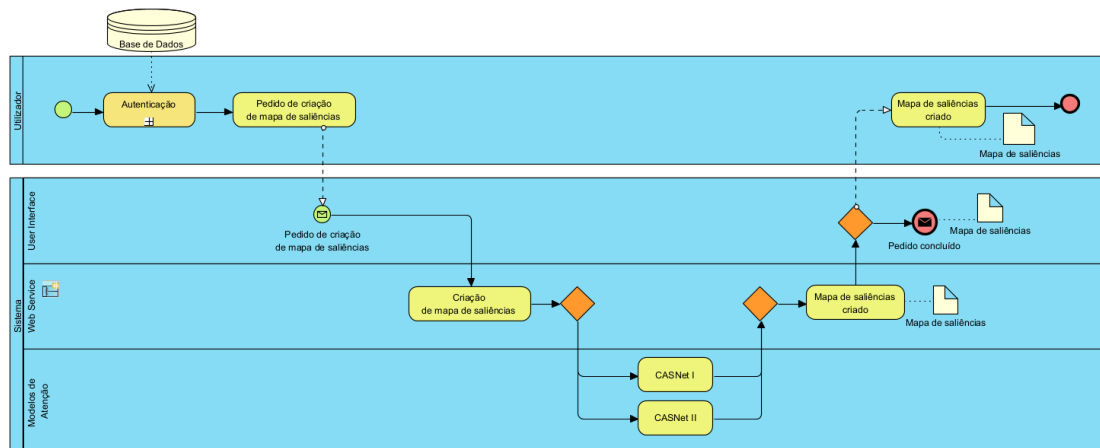 Base de Dados
Utilizador
Autenticação
Pedido de criação
de mapa de saliências
Mapa de saliências
criado
Mapa de saliências
Sistema
User Interface
Pedido de criação
de mapa de saliências
Pedido concluído
Mapa de saliências
Web Service
Criação
de mapa de saliências
Mapa de saliências
criado
Mapa de saliências
Modelos de
Atenção
CASNet I
CASNet II